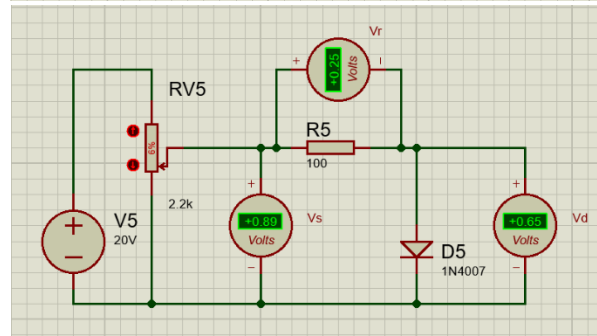 Vr
+
+0.25
Volts
−
RV5
6%
2.2k
R5
100
V5
20V
+
−
+
+0.89
Volts
−
Vs
D5
1N4007
+
+0.65
Volts
−
Vd